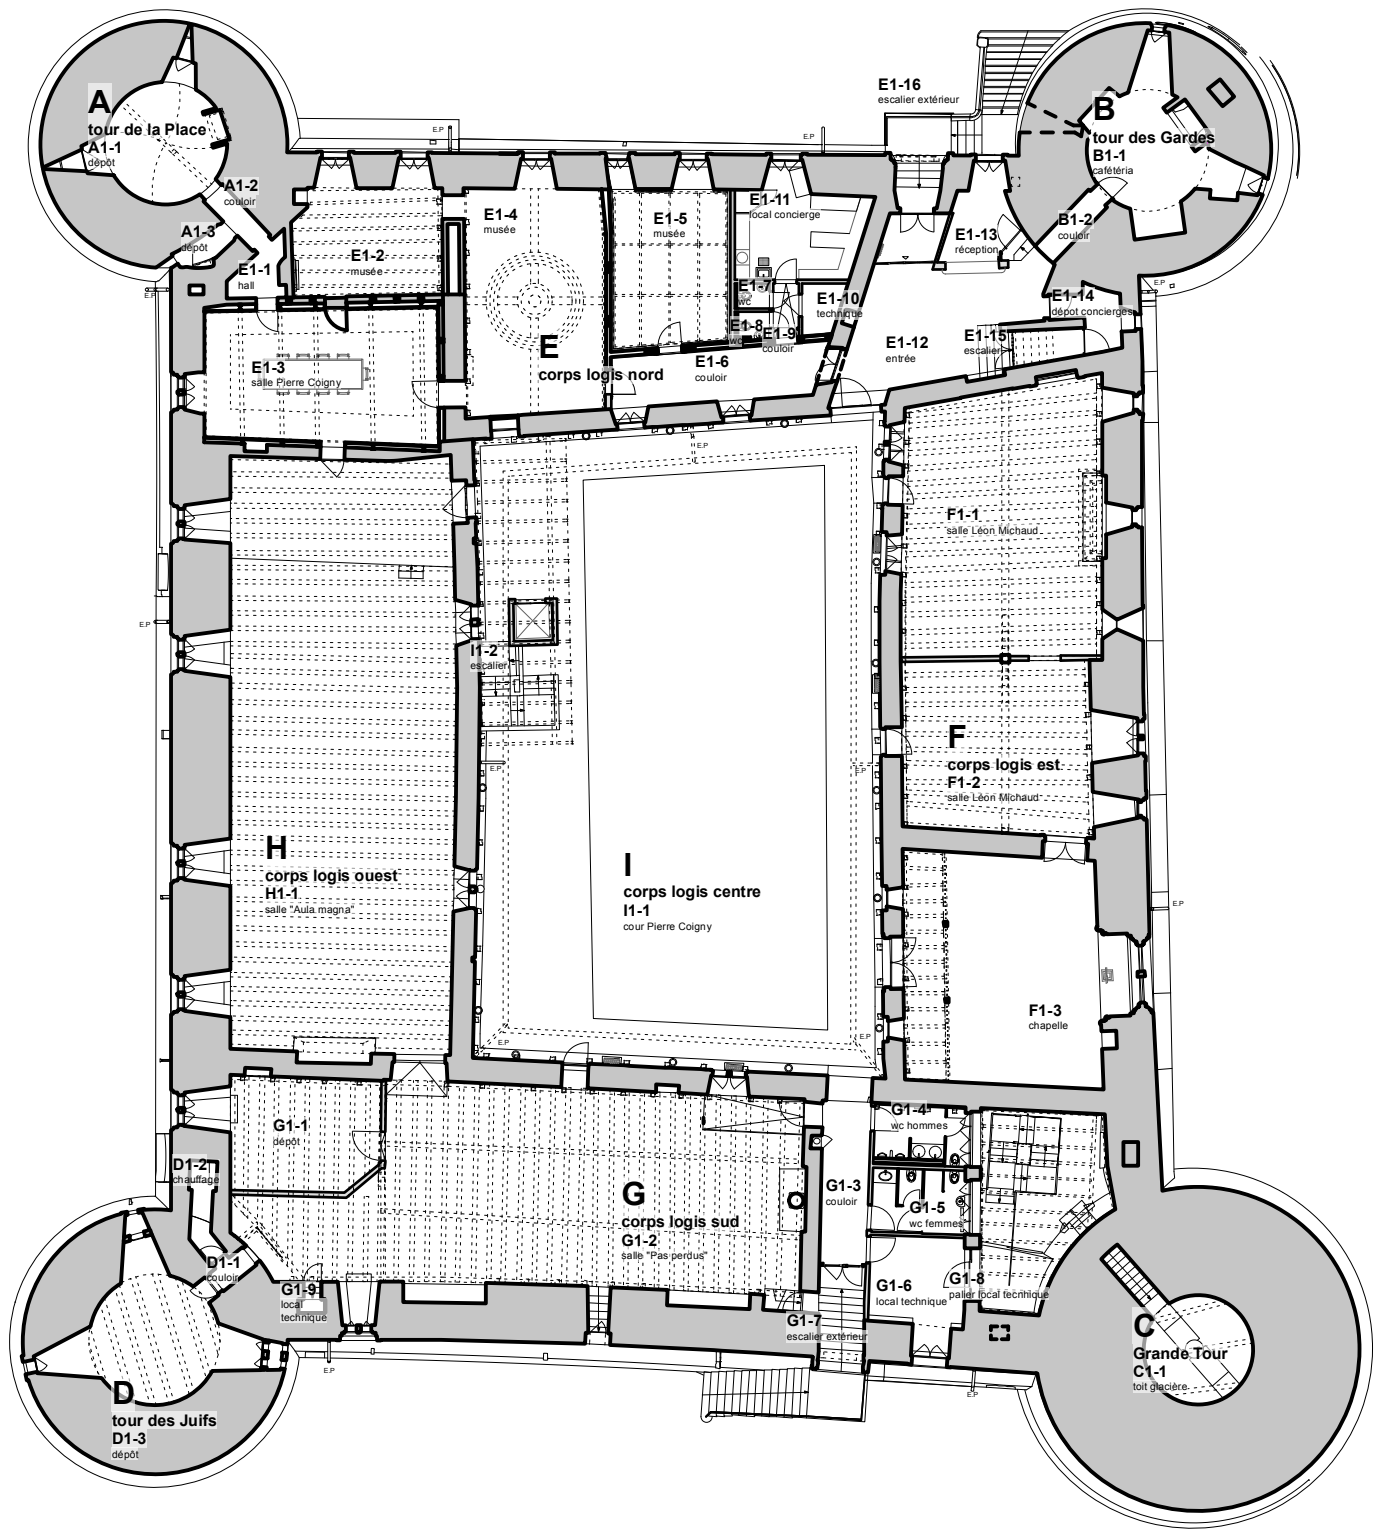 A
tour de la Place
A1-1
dépôt
A1-2
couloir
A1-3
dépôt
E.P
E.P
E1-16
escalier extérieur
B
tour des Gardes
B1-1
cafétéria
B1-2
couloir
E1-1
hall
E1-2
musée
E1-3
salle Pierre Coigny
E1-4
musée
E
corps logis nord
E1-5
musée
E1-6
couloir
E1-7
wc
E1-8
wc
E1-9
couloir
E1-10
technique
E1-11
local concierge
E1-12
entrée
E1-13
réception
E1-14
dépot concierges
E1-15
escalier
E.P
E.P
E.P
E.P
F1-1
salle Léon Michaud
I1-2
escalier
E.P
E.P
F
corps logis est
F1-2
salle Léon Michaud
H
corps logis ouest
H1-1
salle "Aula magna"
I
corps logis centre
I1-1
cour Pierre Coigny
E.P
F1-3
chapelle
E.P
E.P
G1-1
dépôt
G1-4
wc hommes
D1-2
chauffage
G
corps logis sud
G1-2
salle "Pas perdus"
G1-3
couloir
G1-5
wc femmes
D1-1
couloir
G1-9
local
technique
G1-6
local technique
G1-8
palier local technique
G1-7
escalier extérieur
C
Grande Tour
C1-1
toit glacière
E.P
E.P
D
tour des Juifs
D1-3
dépôt